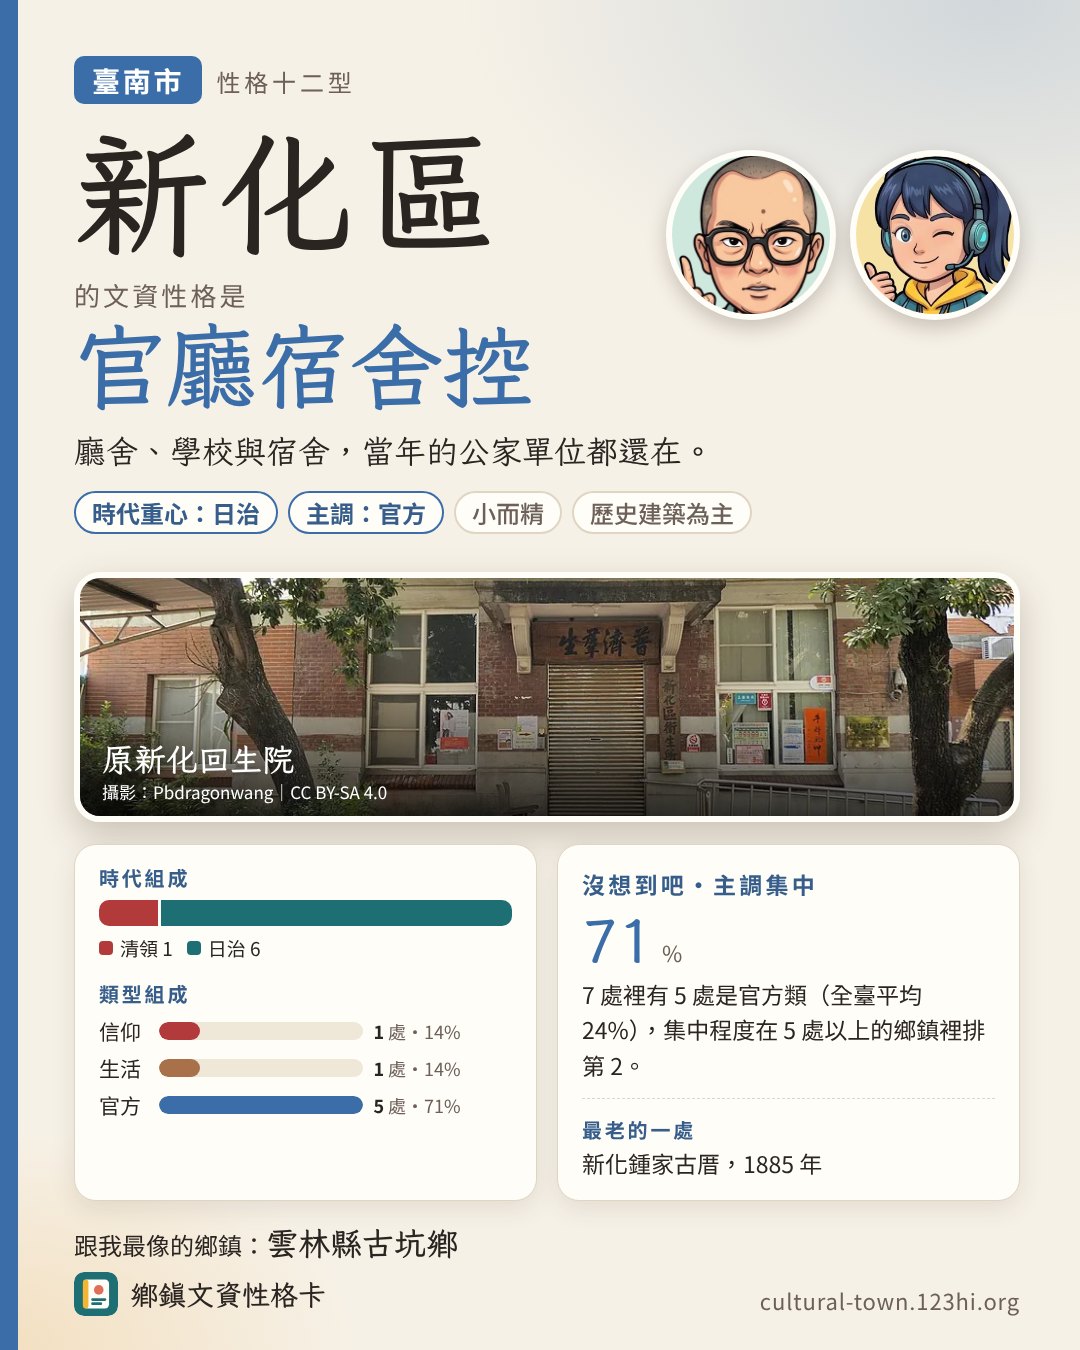 臺南市 性格十二型
新化區
的文資性格是
官廳宿舍控
廳舍、學校與宿舍，當年的公家單位都還在。
時代重心：日治 主調：官方 小而精 歷史建築為主
生羣濟普
新化區衛生
原新化回生院
攝影：Pbdragonwang｜CC BY-SA 4.0
時代組成
清領 1 日治 6
類型組成
信仰 1 處・14%
生活 1 處・14%
官方 5 處・71%
沒想到吧・主調集中
71 %
7 處裡有 5 處是官方類（全臺平均
24%），集中程度在 5 處以上的鄉鎮裡排
第 2。
最老的一處
新化鍾家古厝，1885 年
跟我最像的鄉鎮：雲林縣古坑鄉
鄉鎮文資性格卡
cultural-town.123hi.org